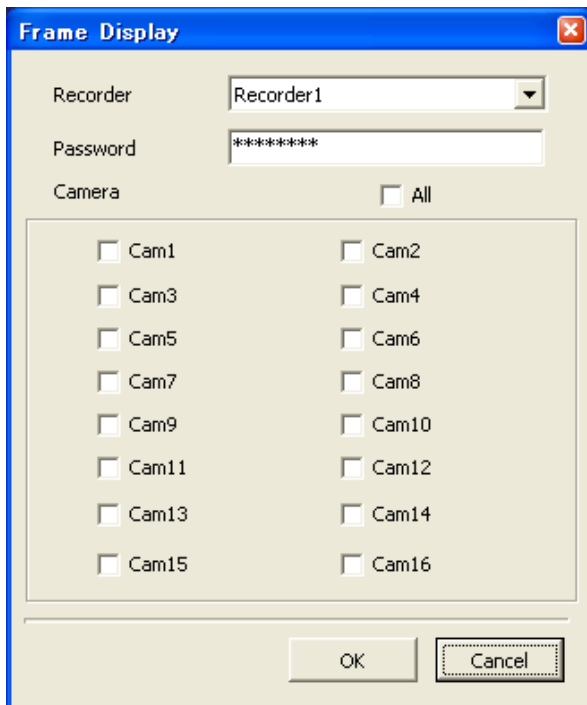 Frame Display
Recorder Recorder1
Password ********
Camera All
Cam1 Cam2
Cam3 Cam4
Cam5 Cam6
Cam7 Cam8
Cam9 Cam10
Cam11 Cam12
Cam13 Cam14
Cam15 Cam16
OK Cancel